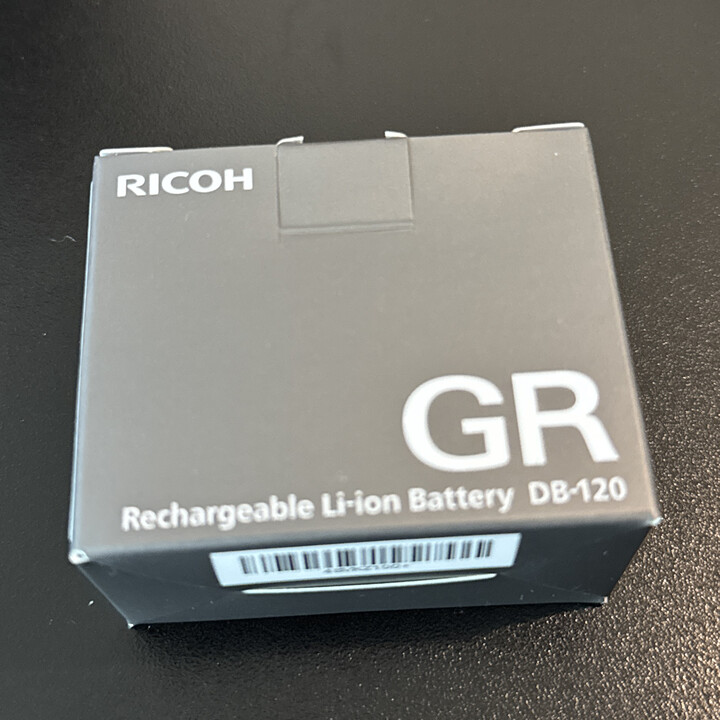 RICOH
GR
Rechargeable Li-ion Battery DB-120